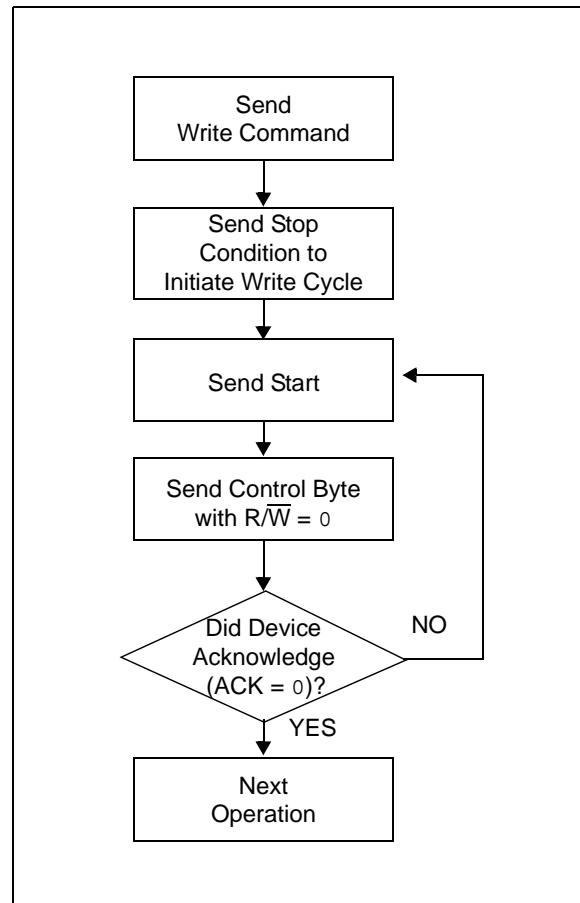 Send
Write Command
Send Stop
Condition to
Initiate Write Cycle
Send Start
Send Control Byte
with R/W̅ = 0
Did Device
Acknowledge
(ACK = 0)?
NO
YES
Next
Operation